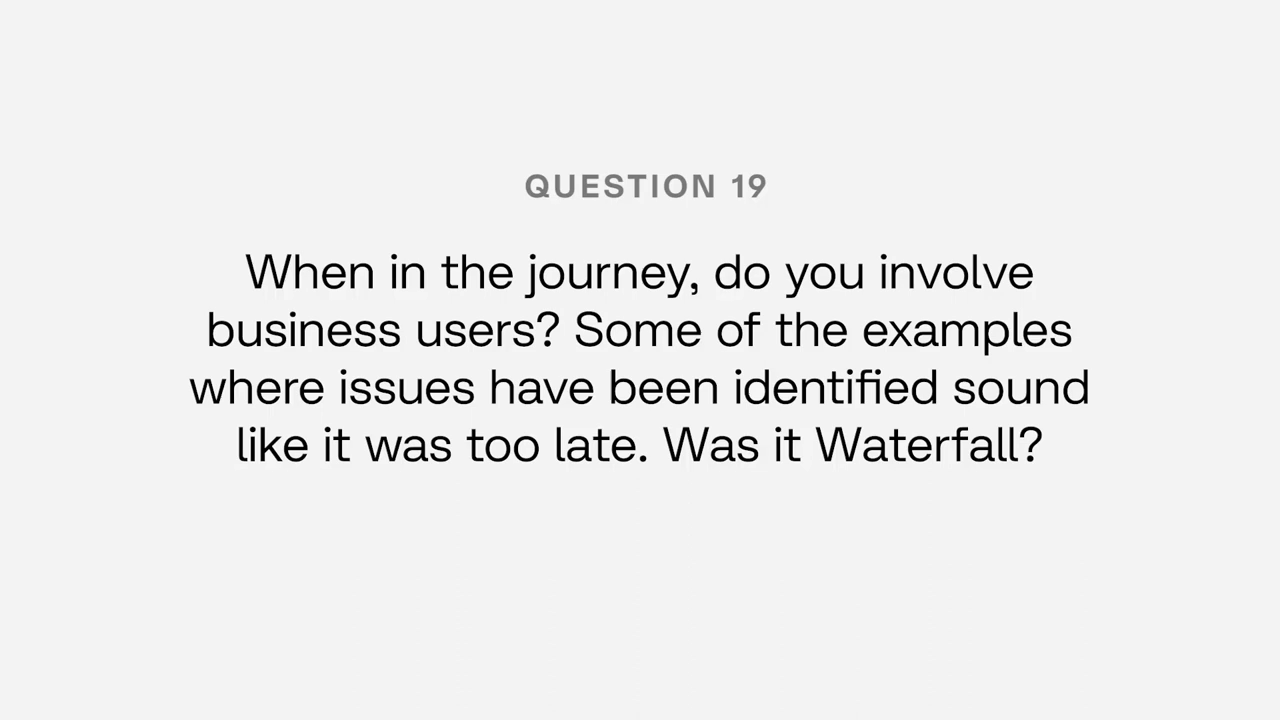 QUESTION 19
When in the journey, do you involve
business users? Some of the examples
where issues have been identified sound
like it was too late. Was it Waterfall?